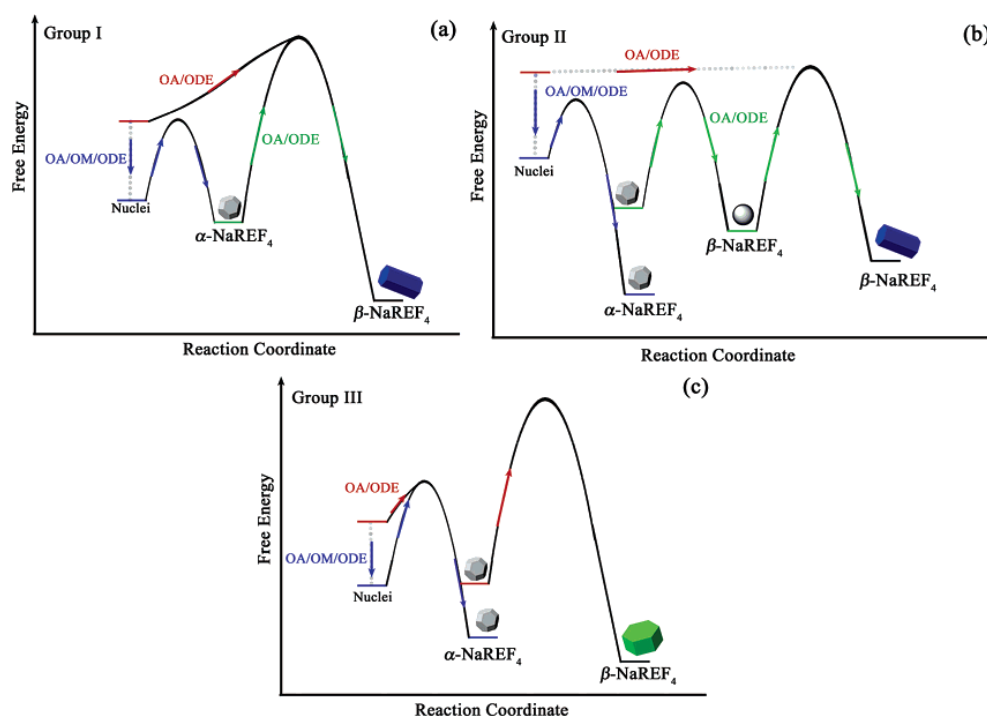 Group I
(a)
OA/ODE
OA/OM/ODE
OA/ODE
Nuclei
α-NaREF₄
β-NaREF₄
Free Energy
Reaction Coordinate
Group II
(b)
OA/ODE
OA/OM/ODE
OA/ODE
Nuclei
β-NaREF₄
β-NaREF₄
α-NaREF₄
Free Energy
Reaction Coordinate
Group III
(c)
OA/ODE
OA/OM/ODE
Nuclei
α-NaREF₄
β-NaREF₄
Free Energy
Reaction Coordinate